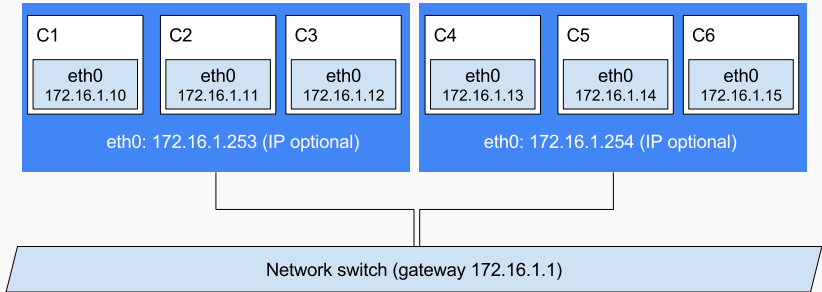 C1
C2
C3
C4
C5
C6
eth0
172.16.1.10
eth0
172.16.1.11
eth0
172.16.1.12
eth0
172.16.1.13
eth0
172.16.1.14
eth0
172.16.1.15
eth0: 172.16.1.253 (IP optional)
eth0: 172.16.1.254 (IP optional)
Network switch (gateway 172.16.1.1)